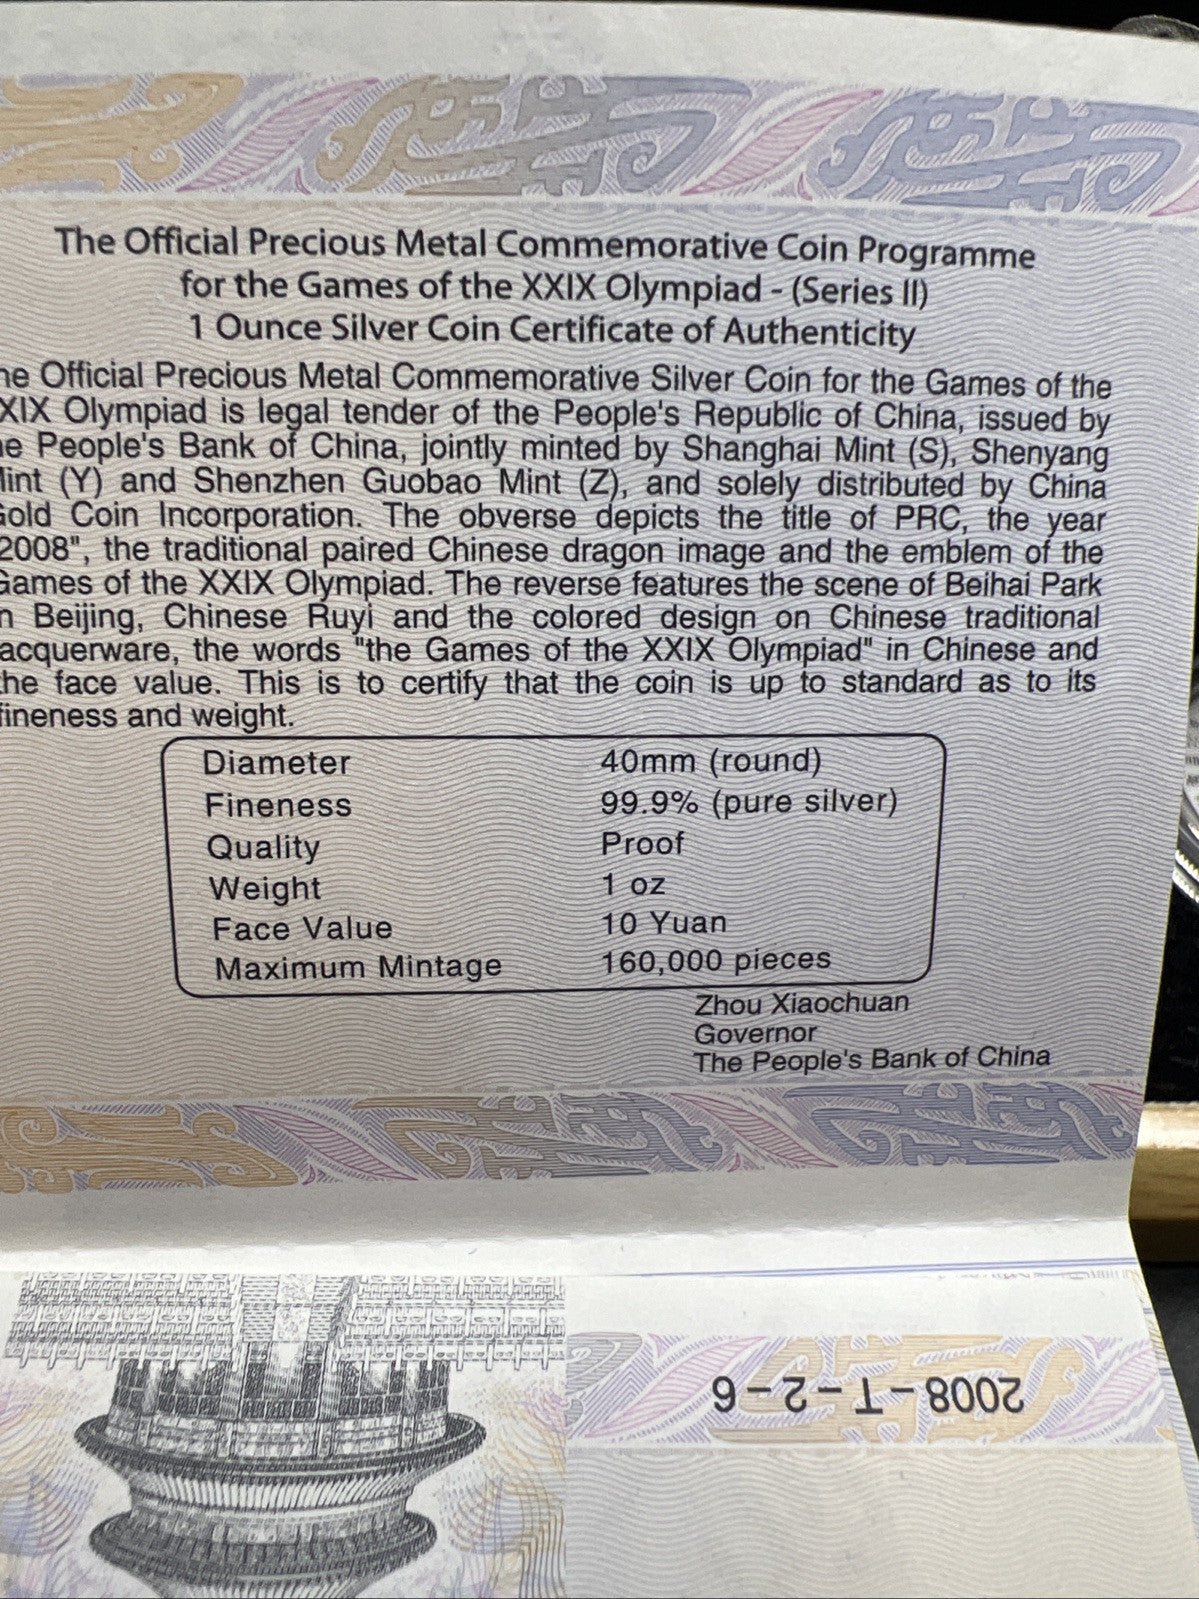 The Official Precious Metal Commemorative Coin Programme
for the Games of the XXIX Olympiad - (Series II)
1 Ounce Silver Coin Certificate of Authenticity
he Official Precious Metal Commemorative Silver Coin for the Games of the
XIX Olympiad is legal tender of the People's Republic of China, issued by
e People's Bank of China, jointly minted by Shanghai Mint (S), Shenyang
int (Y) and Shenzhen Guobao Mint (Z), and solely distributed by China
Gold Coin Incorporation. The obverse depicts the title of PRC, the year
2008", the traditional paired Chinese dragon image and the emblem of the
Games of the XXIX Olympiad. The reverse features the scene of Beihai Park
n Beijing, Chinese Ruyi and the colored design on Chinese traditional
acquerware, the words "the Games of the XXIX Olympiad" in Chinese and
the face value. This is to certify that the coin is up to standard as to its
fineness and weight.
Diameter 40mm (round)
Fineness 99.9% (pure silver)
Quality Proof
Weight 1 oz
Face Value 10 Yuan
Maximum Mintage 160,000 pieces
Zhou Xiaochuan
Governor
The People's Bank of China
2008-T-2-6